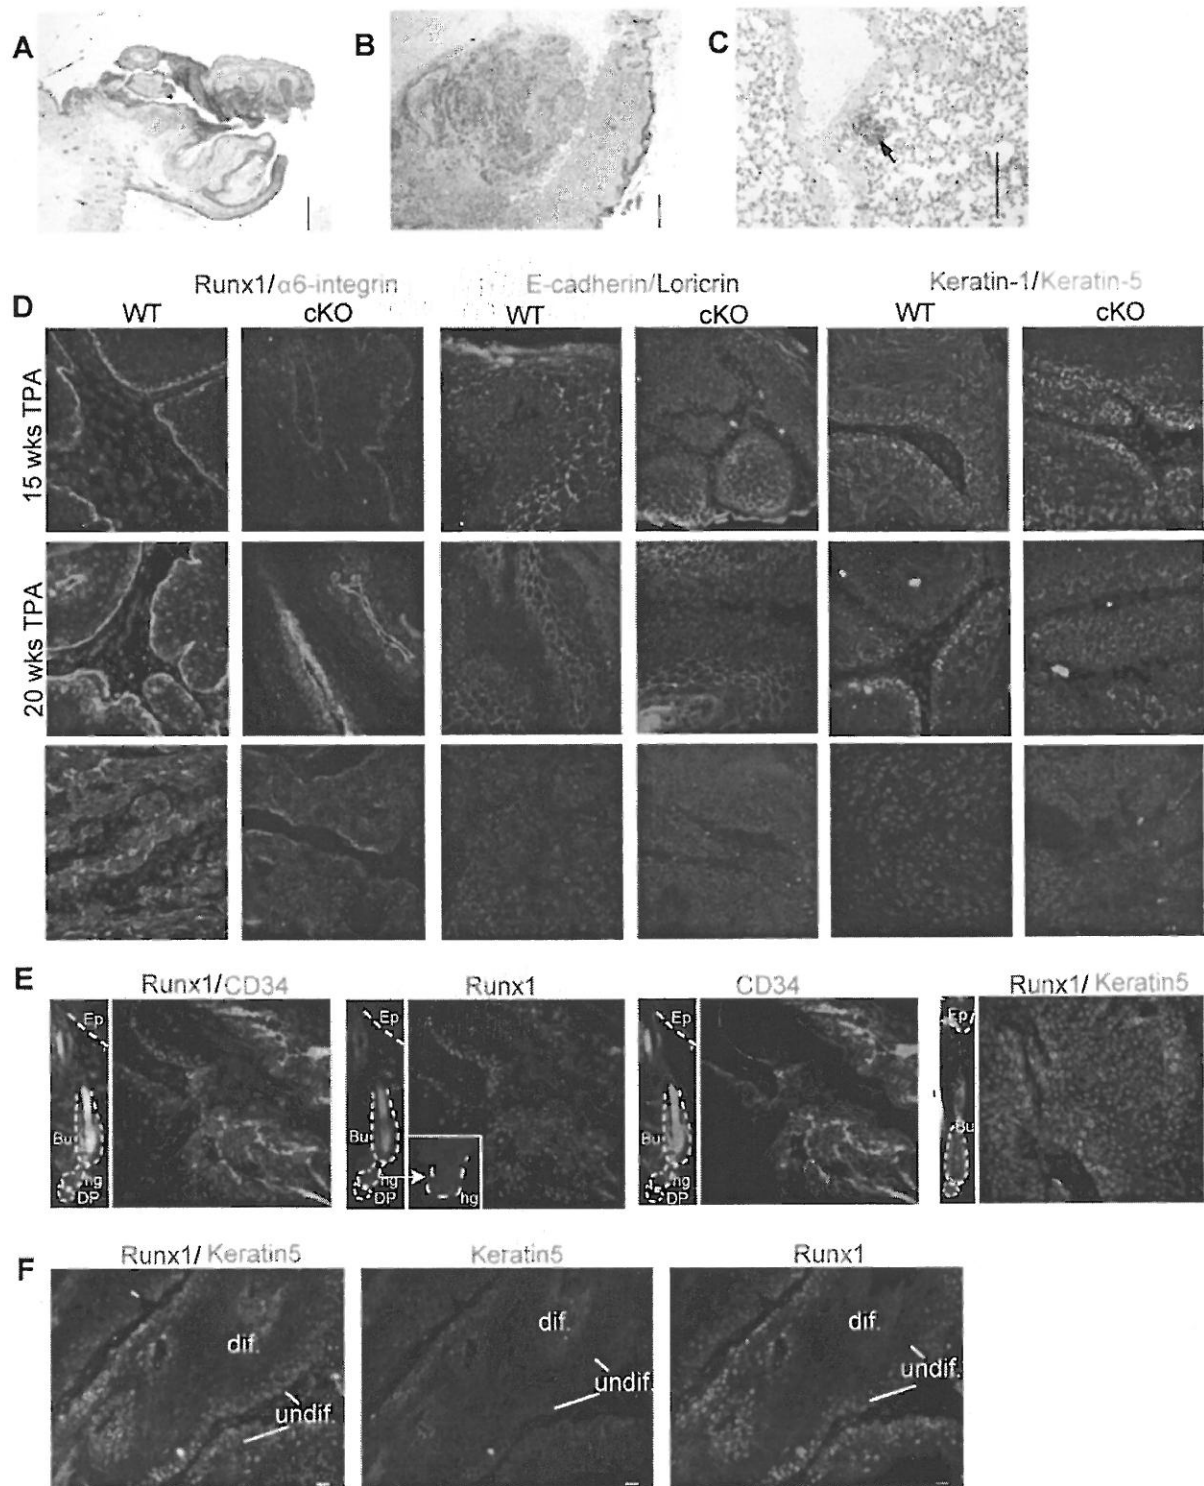 A
B
C
D
Runx1/α6-integrin
E-cadherin/Loricrin
Keratin-1/Keratin-5
WT
cKO
WT
cKO
WT
cKO
15 wks TPA
20 wks TPA
E
Runx1/CD34
Runx1
CD34
Runx1/ Keratin5
Ep
Bu
hg
DP
Ep
Bu
hg
DP
hg
Ep
Bu
hg
DP
Ep
Bu
F
Runx1/ Keratin5
Keratin5
Runx1
dif.
undif.
dif.
undif.
dif.
undif.